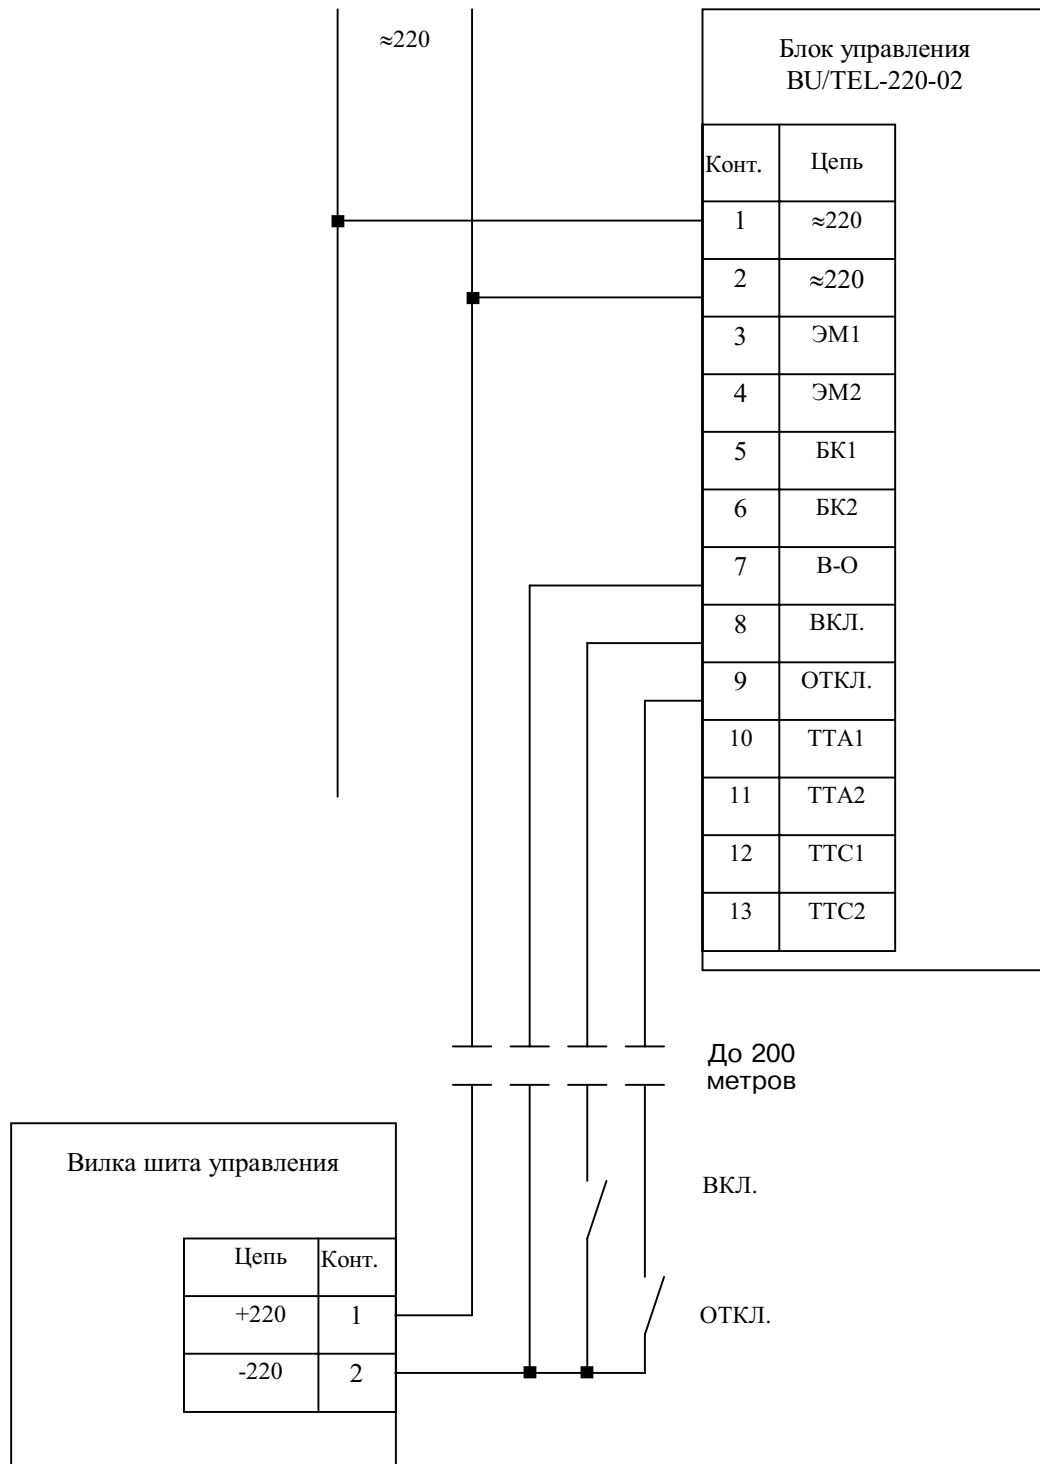 ≈220
Блок управления
BU/TEL-220-02
Конт. Цепь
1 ≈220
2 ≈220
3 ЭМ1
4 ЭМ2
5 БК1
6 БК2
7 В-О
8 ВКЛ.
9 ОТКЛ.
10 ТТА1
11 ТТА2
12 ТТС1
13 ТТС2
До 200
метров
Вилка шита управления
ВКЛ.
Цепь Конт.
+220 1
ОТКЛ.
-220 2